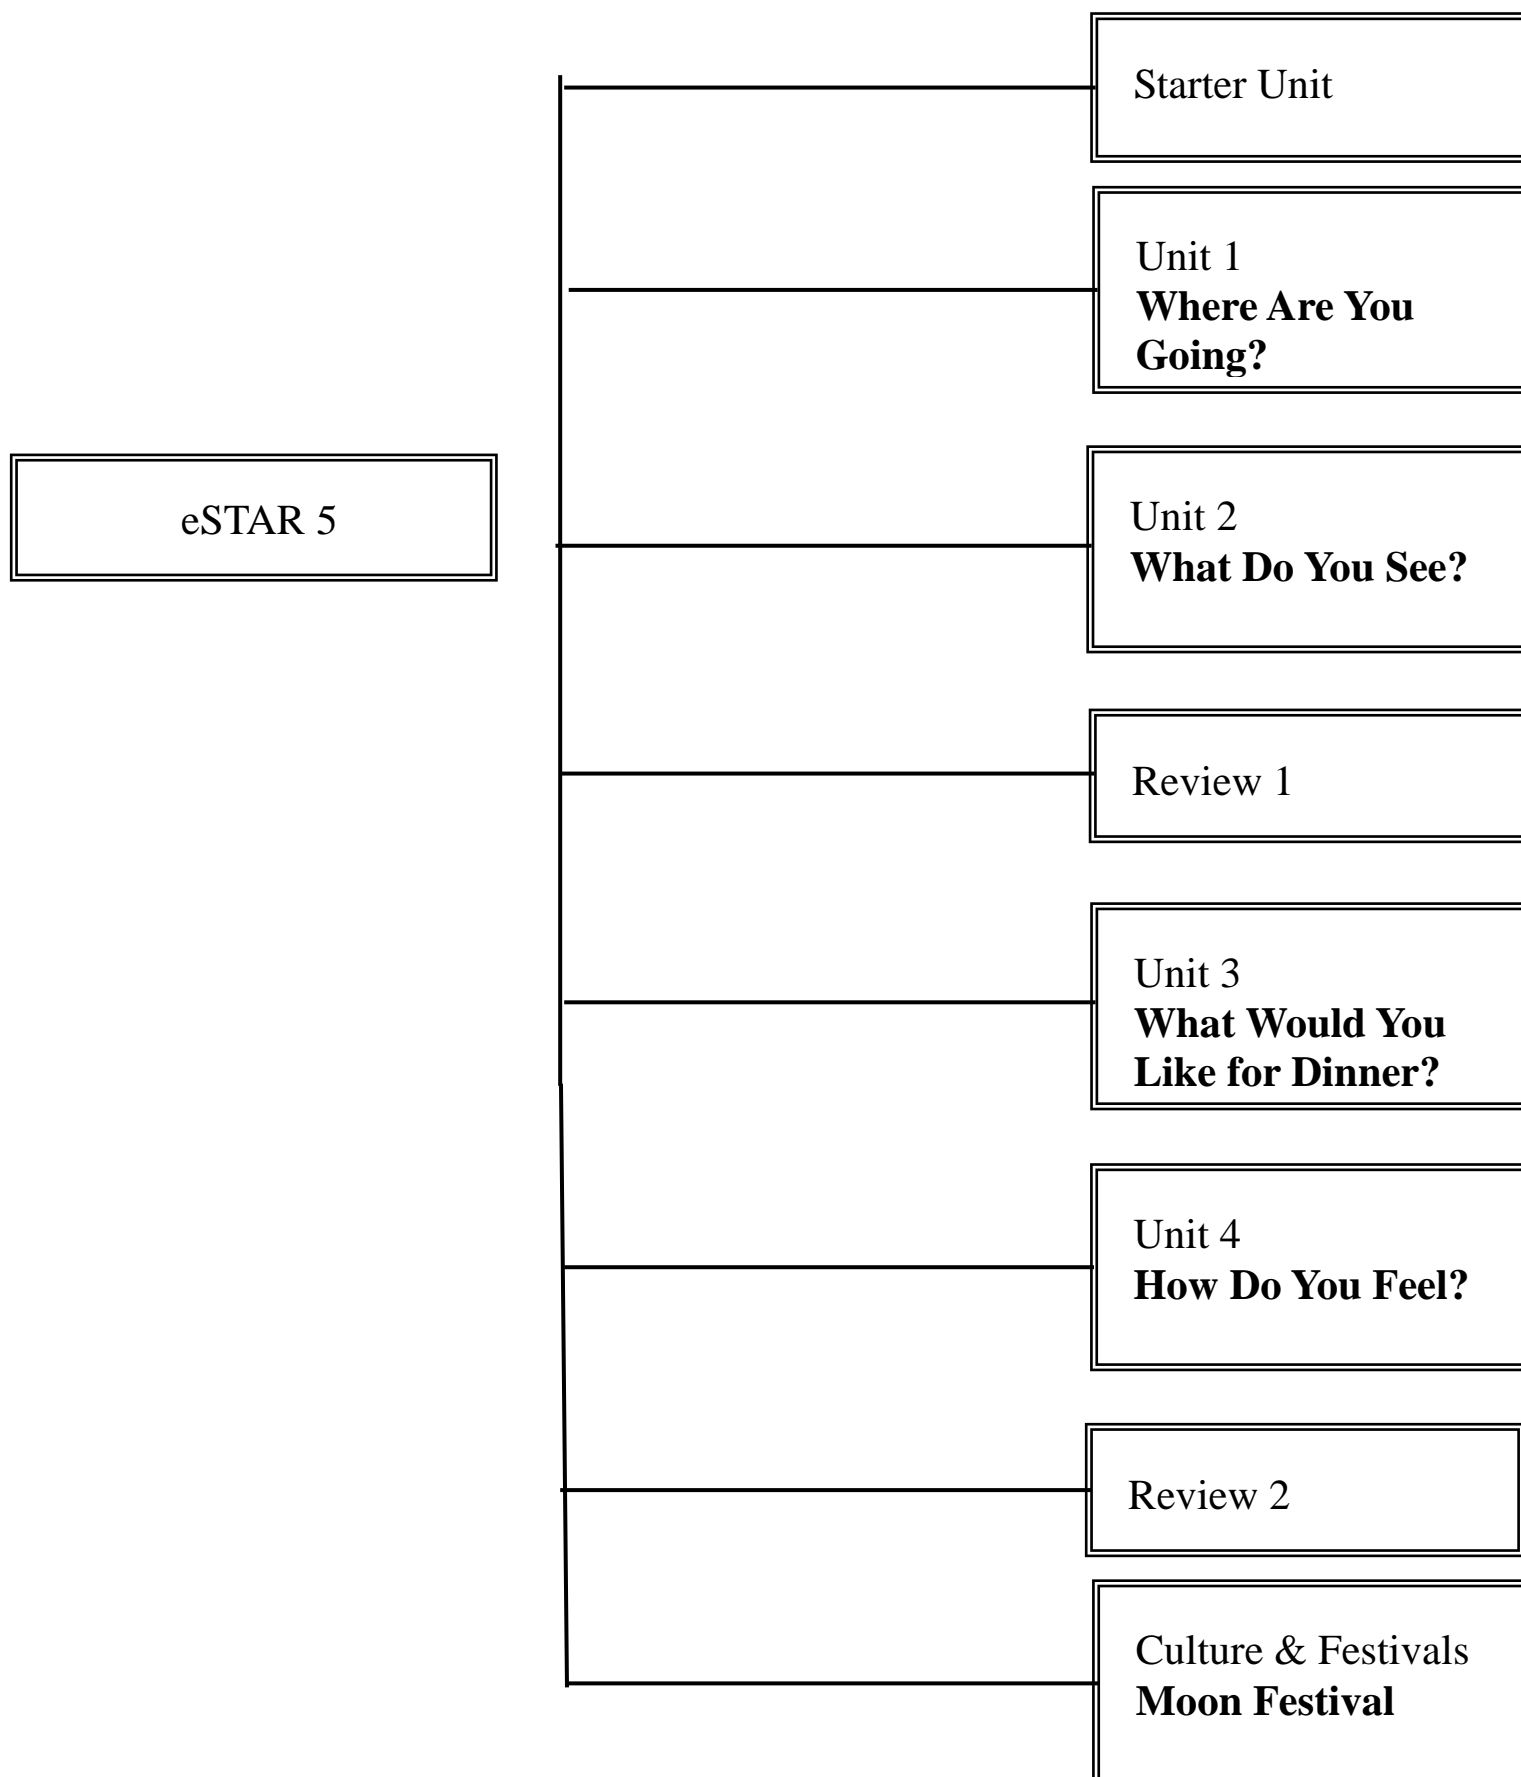 Starter Unit
Unit 1
Where Are You
Going?
eSTAR 5
Unit 2
What Do You See?
Review 1
Unit 3
What Would You
Like for Dinner?
Unit 4
How Do You Feel?
Review 2
Culture & Festivals
Moon Festival